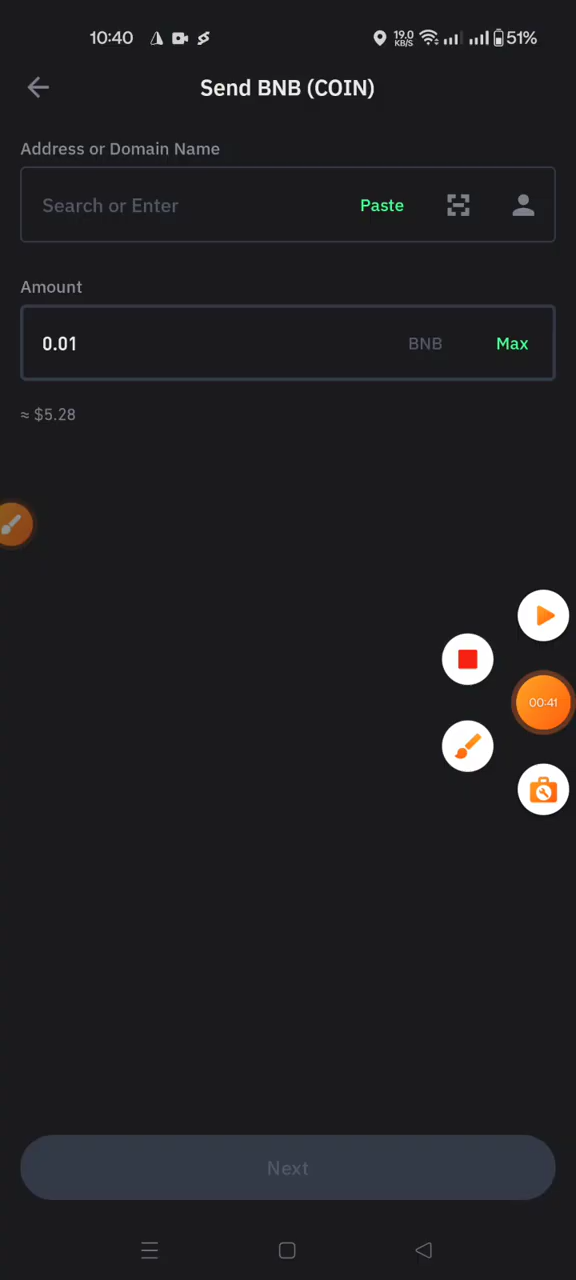 10:40
19.0
KB/S
51%
Send BNB (COIN)
Address or Domain Name
Search or Enter
Paste
Amount
0.01
BNB
Max
≈ $5.28
00:41
Next